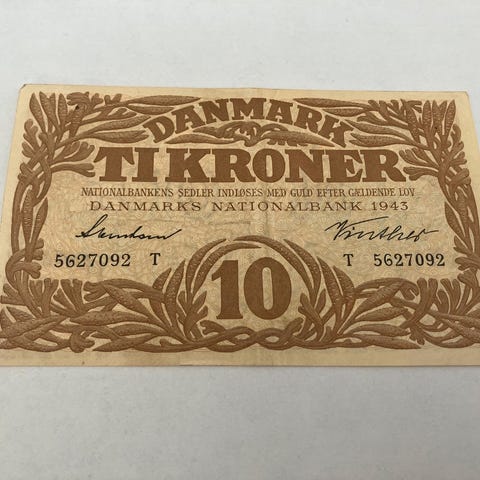 DANMARK
TI KRONER
NATIONALBANKENS SEDLER INDLØSES MED GULD EFTER GÆLDENDE LOV
DANMARKS NATIONALBANK 1943
5627092 T T 5627092
10